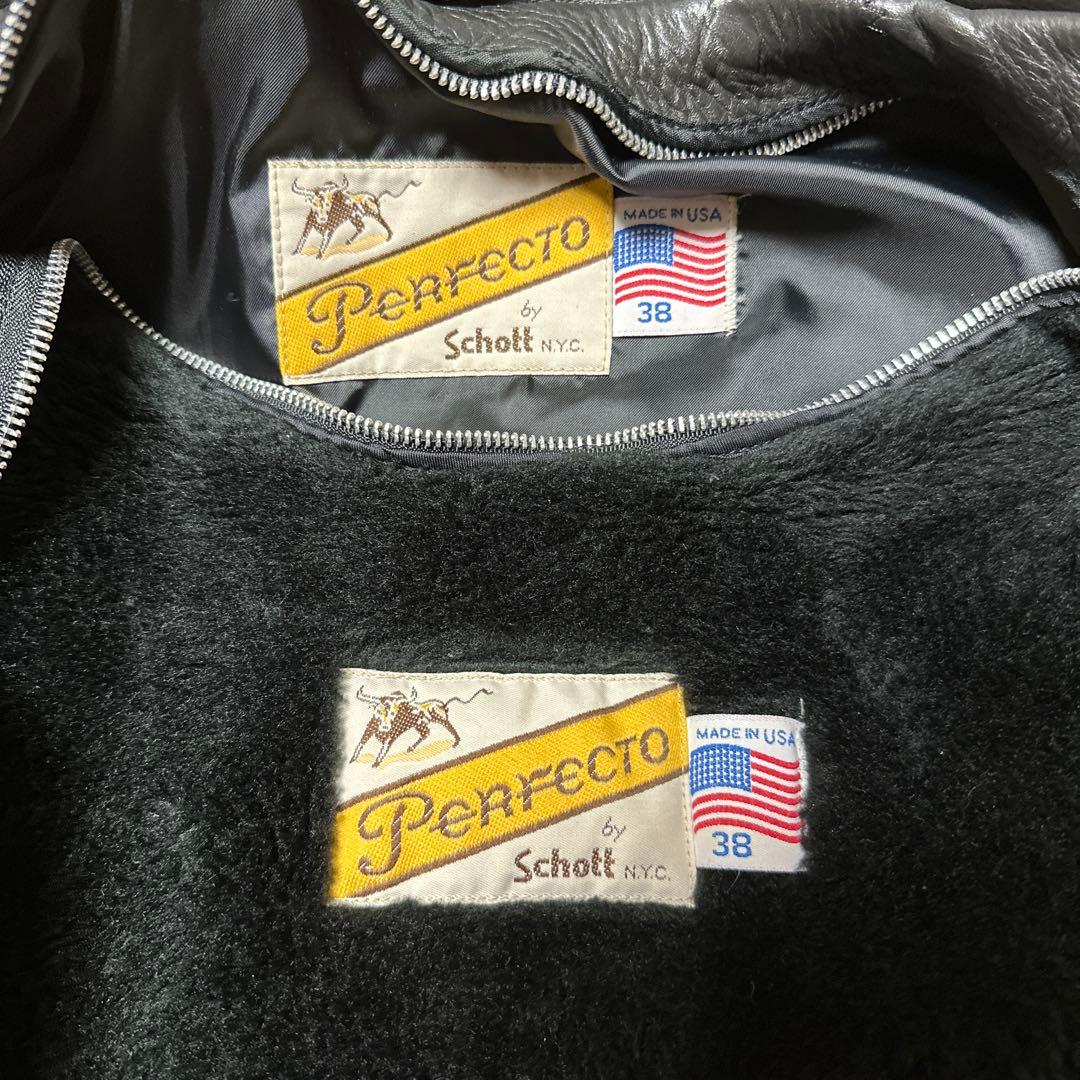 Perfecto
by
Schott N.Y.C.
MADE IN USA
38
Perfecto
by
Schott N.Y.C.
MADE IN USA
38